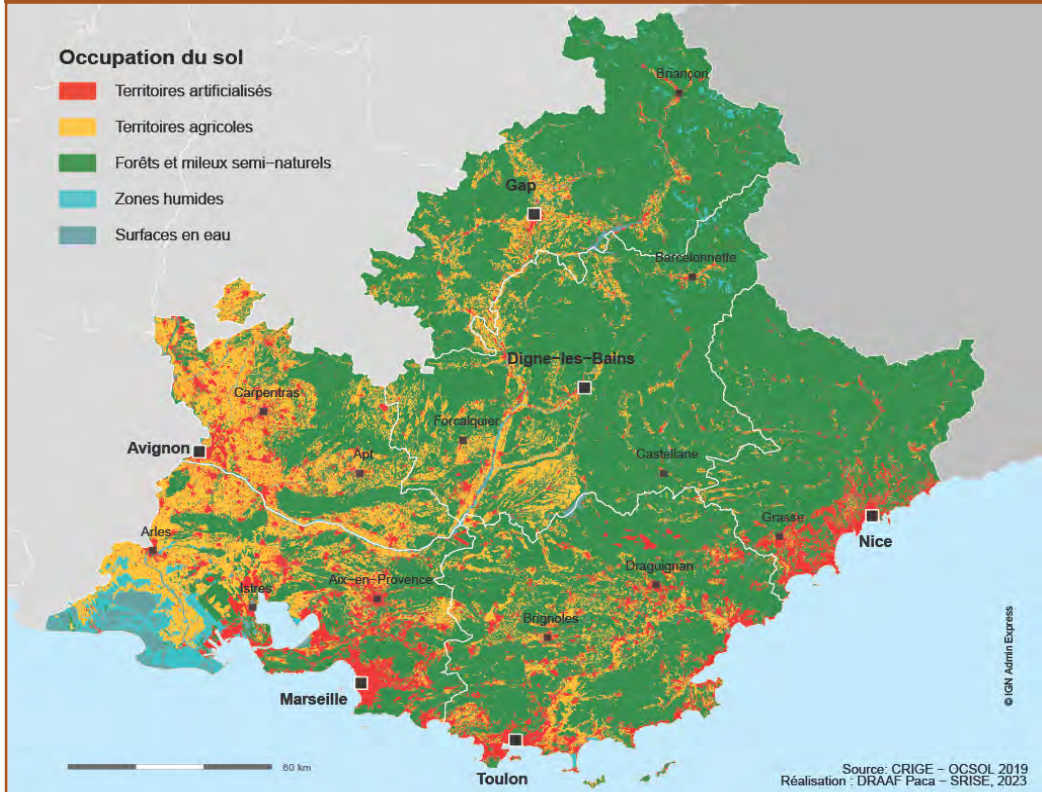 Occupation du sol
Territoires artificialisés
Territoires agricoles
Forêts et mileux semi-naturels
Zones humides
Surfaces en eau
Briançon
Gap
Barcelonnette
Digne-les-Bains
Carpentras
Forcalquier
Avignon
Apt
Castellane
Grasse
Nice
Arles
Draguignan
Istres
Aix-en-Provence
Brignoles
Marseille
Toulon
60 km
© IGN Admin Express
Source: CRIGE - OCSOL 2019
Réalisation : DRAAF Paca - SRISE, 2023